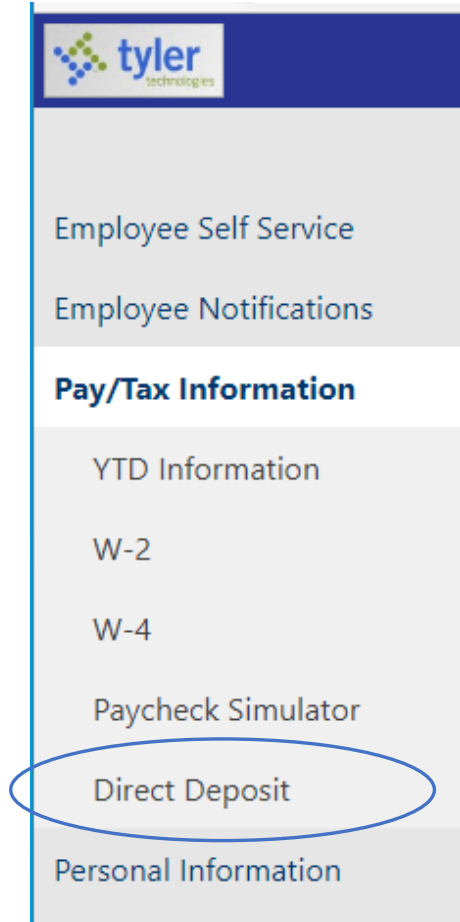 tyler
technologies
Employee Self Service
Employee Notifications
Pay/Tax Information
YTD Information
W-2
W-4
Paycheck Simulator
Direct Deposit
Personal Information